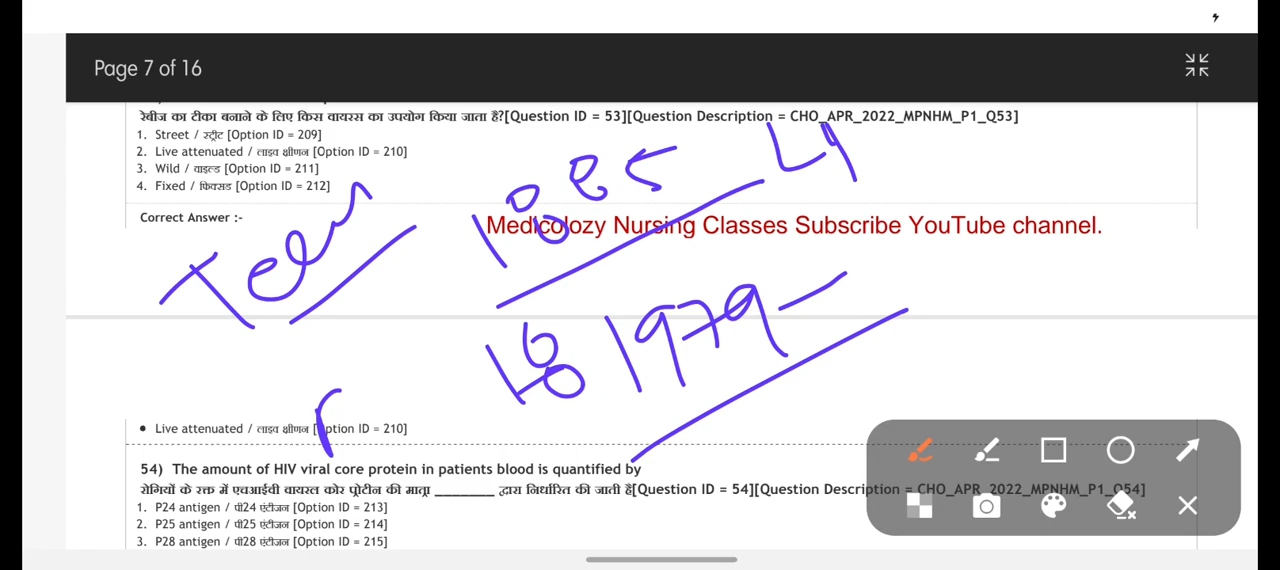 Page 7 of 16
रेबीज का टीका बनाने के लिए किस वायरस का उपयोग किया जाता है?[Question ID = 53][Question Description = CHO_APR_2022_MPNHM_P1_Q53]
1. Street / स्ट्रीट [Option ID = 209]
2. Live attenuated / लाइव क्षीणन [Option ID = 210]
3. Wild / वाइल्ड [Option ID = 211]
4. Fixed / फिक्सड [Option ID = 212]
Correct Answer :-
Medicolozy Nursing Classes Subscribe YouTube channel.
1885
1979
• Live attenuated / लाइव क्षीणन [Option ID = 210]
54) The amount of HIV viral core protein in patients blood is quantified by
रोगियों के रक्त में एचआईवी वायरल कोर प्रोटीन की मात्रा _______ द्वारा निर्धारित की जाती है[Question ID = 54][Question Description = CHO_APR_2022_MPNHM_P1_Q54]
1. P24 antigen / पी24 एंटीजन [Option ID = 213]
2. P25 antigen / पी25 एंटीजन [Option ID = 214]
3. P28 antigen / पी28 एंटीजन [Option ID = 215]